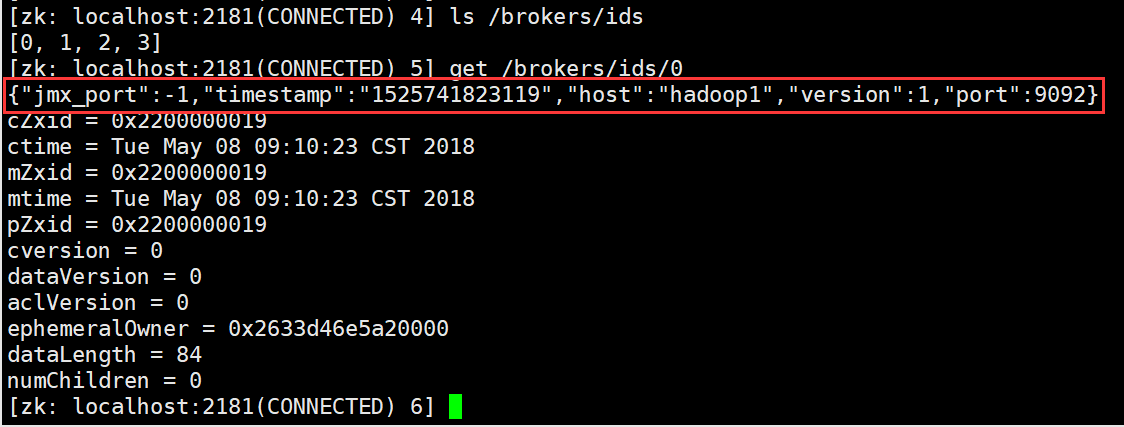 [zk: localhost:2181(CONNECTED) 4] ls /brokers/ids
[0, 1, 2, 3]
[zk: localhost:2181(CONNECTED) 5] get /brokers/ids/0
{"jmx_port":-1,"timestamp":"1525741823119","host":"hadoop1","version":1,"port":9092}
cZxid = 0x2200000019
ctime = Tue May 08 09:10:23 CST 2018
mZxid = 0x2200000019
mtime = Tue May 08 09:10:23 CST 2018
pZxid = 0x2200000019
cversion = 0
dataVersion = 0
aclVersion = 0
ephemeralOwner = 0x2633d46e5a20000
dataLength = 84
numChildren = 0
[zk: localhost:2181(CONNECTED) 6]